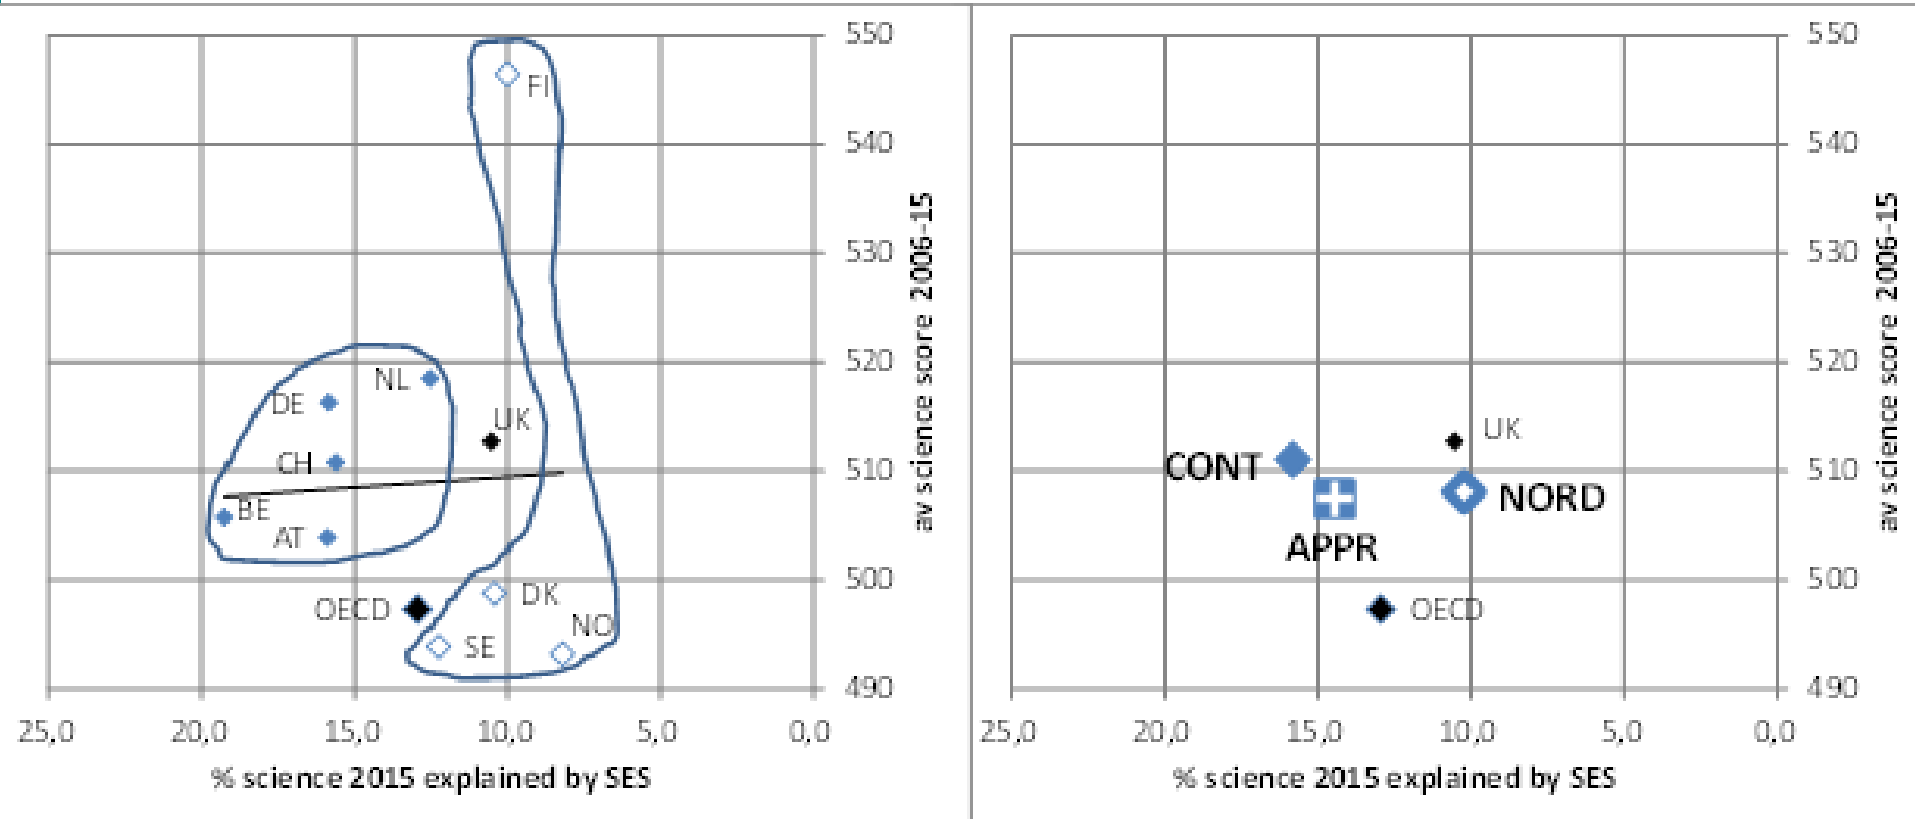 550
FI
540
530
520
NL
DE
UK
CH
510
BE
AT
500
DK
OECD
NO
SE
490
av science score 2006-15
25,0 20,0 15,0 10,0 5,0 0,0
% science 2015 explained by SES
550
540
530
520
UK
CONT
510
NORD
APPR
500
OECD
490
av science score 2006-15
25,0 20,0 15,0 10,0 5,0 0,0
% science 2015 explained by SES